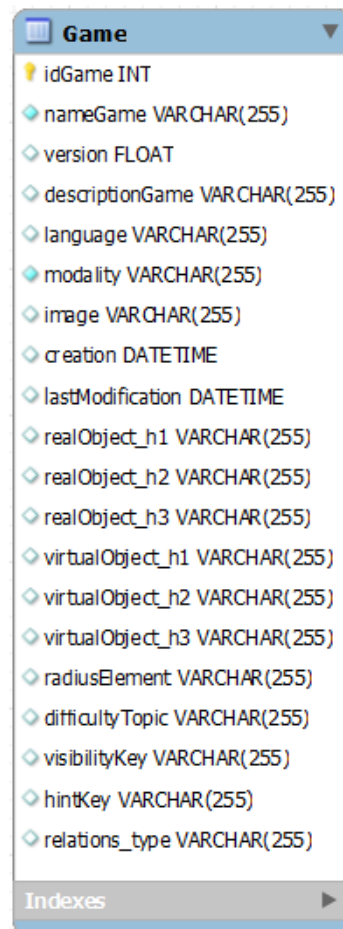 Game
idGame INT
nameGame VARCHAR(255)
version FLOAT
descriptionGame VARCHAR(255)
language VARCHAR(255)
modality VARCHAR(255)
image VARCHAR(255)
creation DATETIME
lastModification DATETIME
realObject_h1 VARCHAR(255)
realObject_h2 VARCHAR(255)
realObject_h3 VARCHAR(255)
virtualObject_h1 VARCHAR(255)
virtualObject_h2 VARCHAR(255)
virtualObject_h3 VARCHAR(255)
radiusElement VARCHAR(255)
difficultyTopic VARCHAR(255)
visibilityKey VARCHAR(255)
hintKey VARCHAR(255)
relations_type VARCHAR(255)
Indexes